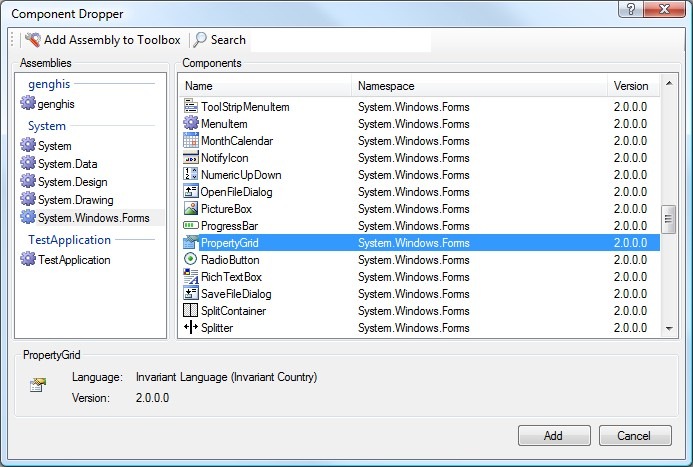 Component Dropper
Add Assembly to Toolbox Search
Assemblies
genghis
genghis
System
System
System.Data
System.Design
System.Drawing
System.Windows.Forms
TestApplication
TestApplication
Components
Name Namespace Version
ToolStripMenuItem System.Windows.Forms 2.0.0.0
MenuItem System.Windows.Forms 2.0.0.0
MonthCalendar System.Windows.Forms 2.0.0.0
NotifyIcon System.Windows.Forms 2.0.0.0
NumericUpDown System.Windows.Forms 2.0.0.0
OpenFileDialog System.Windows.Forms 2.0.0.0
PictureBox System.Windows.Forms 2.0.0.0
ProgressBar System.Windows.Forms 2.0.0.0
PropertyGrid System.Windows.Forms 2.0.0.0
RadioButton System.Windows.Forms 2.0.0.0
RichTextBox System.Windows.Forms 2.0.0.0
SaveFileDialog System.Windows.Forms 2.0.0.0
SplitContainer System.Windows.Forms 2.0.0.0
Splitter System.Windows.Forms 2.0.0.0
PropertyGrid
Language: Invariant Language (Invariant Country)
Version: 2.0.0.0
Add Cancel